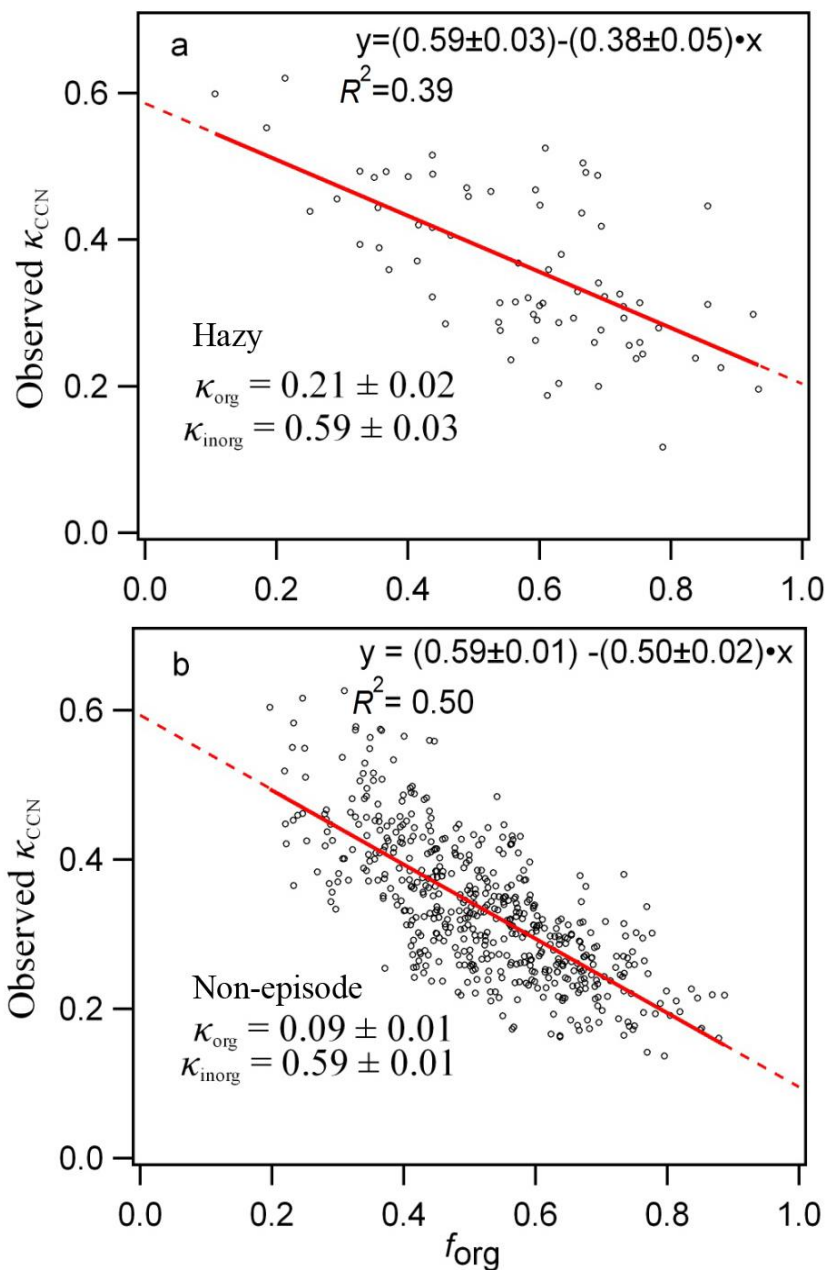 a
y=(0.59±0.03)-(0.38±0.05)•x
R²=0.39
0.6
0.4
0.2
0.0
Observed κCCN
Hazy
κorg = 0.21 ± 0.02
κinorg = 0.59 ± 0.03
0.0 0.2 0.4 0.6 0.8 1.0
b
y = (0.59±0.01) -(0.50±0.02)•x
R²= 0.50
0.6
0.4
0.2
0.0
Observed κCCN
Non-episode
κorg = 0.09 ± 0.01
κinorg = 0.59 ± 0.01
0.0 0.2 0.4 0.6 0.8 1.0
forg